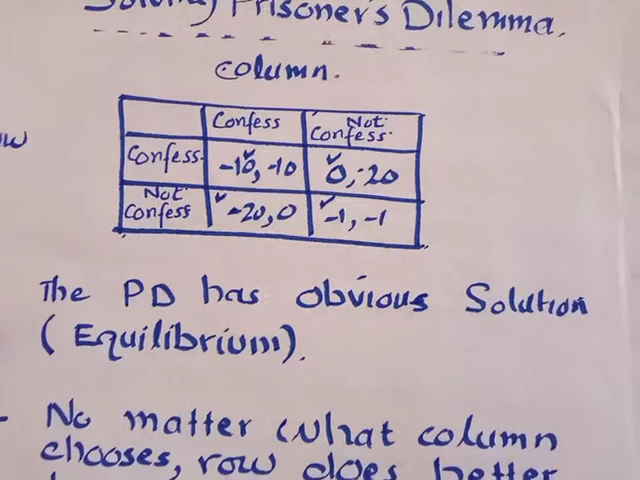 Solving Prisoner's Dilemma.
column.
Confess Not Confess
Confess -10, -10 0, -20
Not Confess -20, 0 -1, -1
The PD has obvious Solution
(Equilibrium).
- No matter what column
chooses, row does better